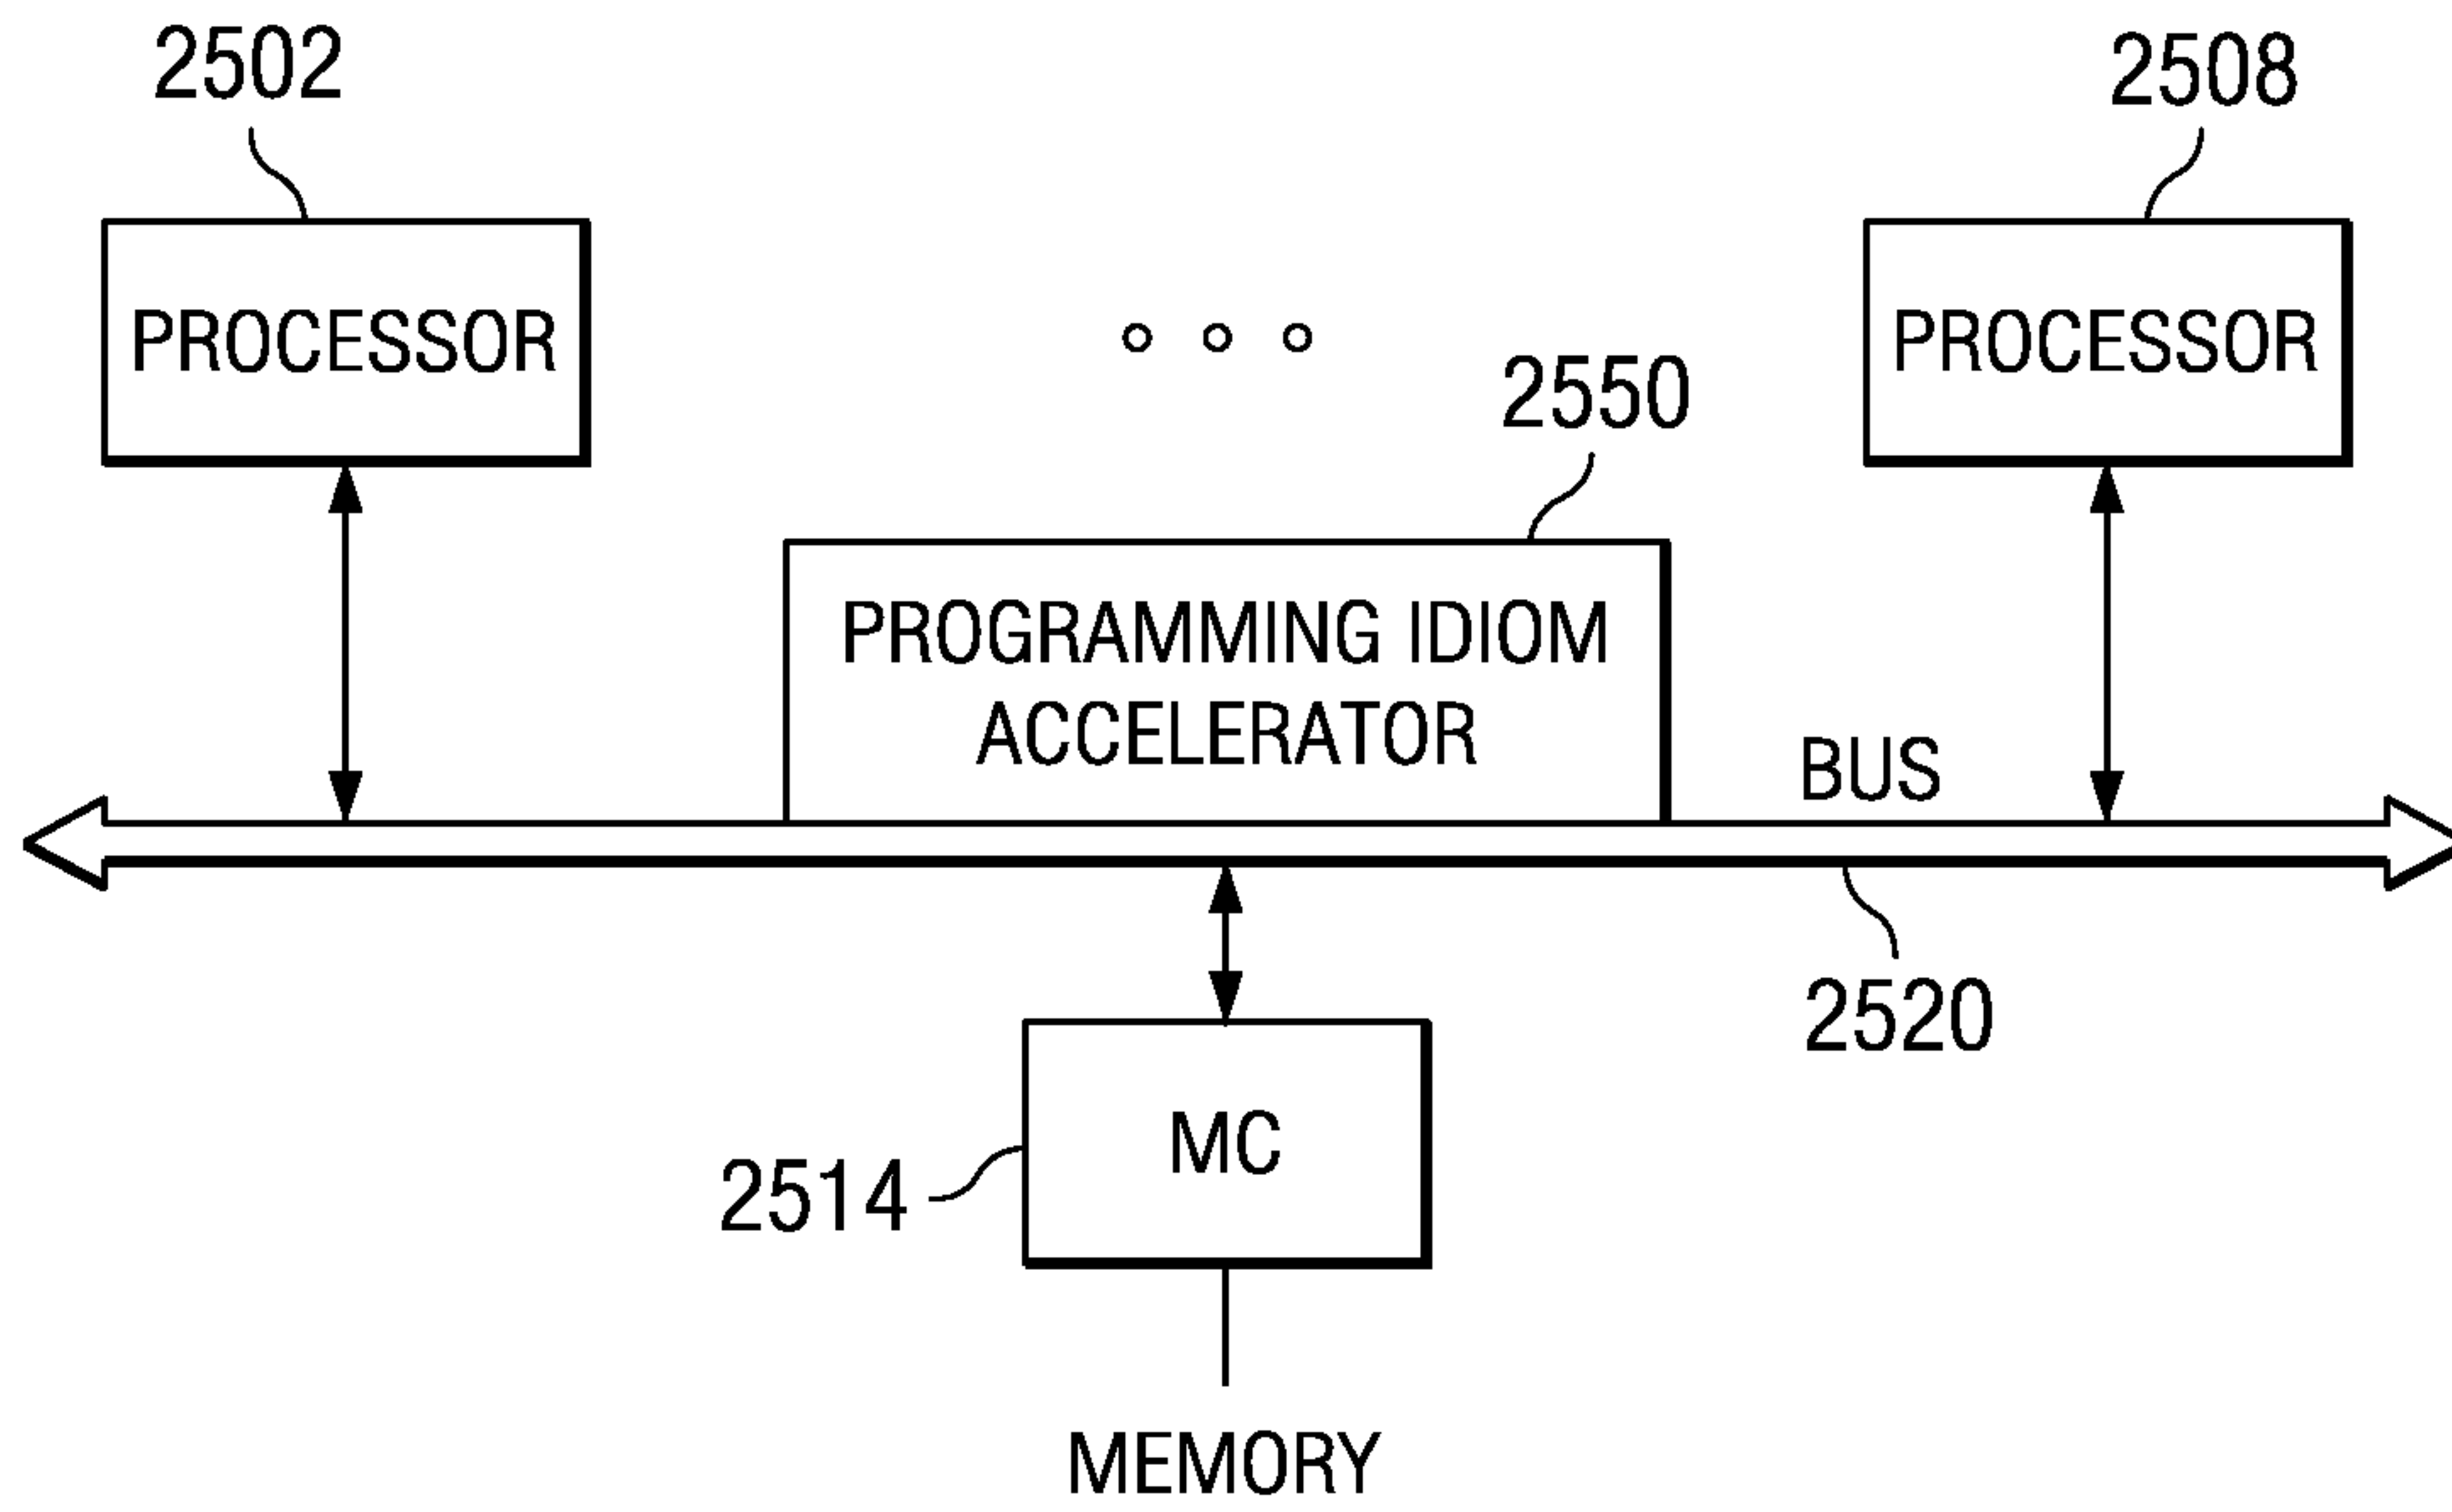 2502
2508
PROCESSOR
PROCESSOR
2550
PROGRAMMING IDIOM
ACCELERATOR
BUS
2520
MC
2514
MEMORY